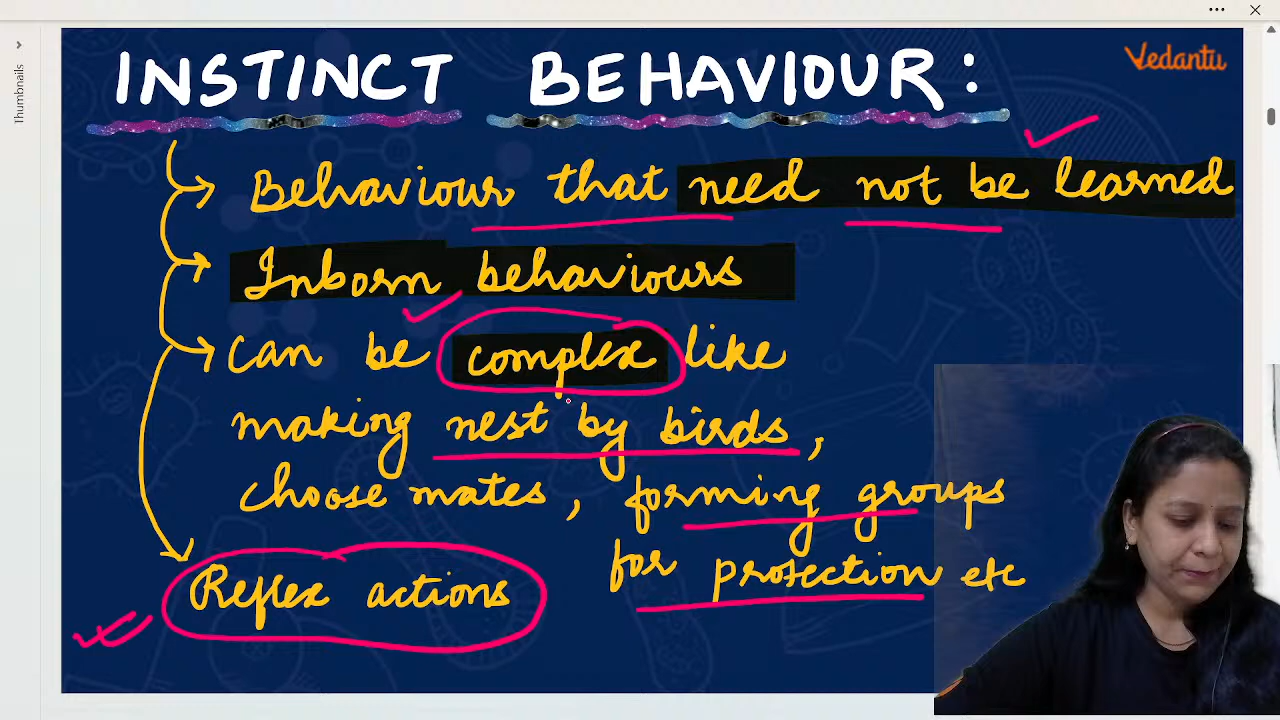 Thumbnails
INSTINCT BEHAVIOUR:
Vedantu
Behaviour that need not be learned
Inborn behaviours
Can be complex like
making nest by birds,
choose mates, forming groups
for protection etc
Reflex actions